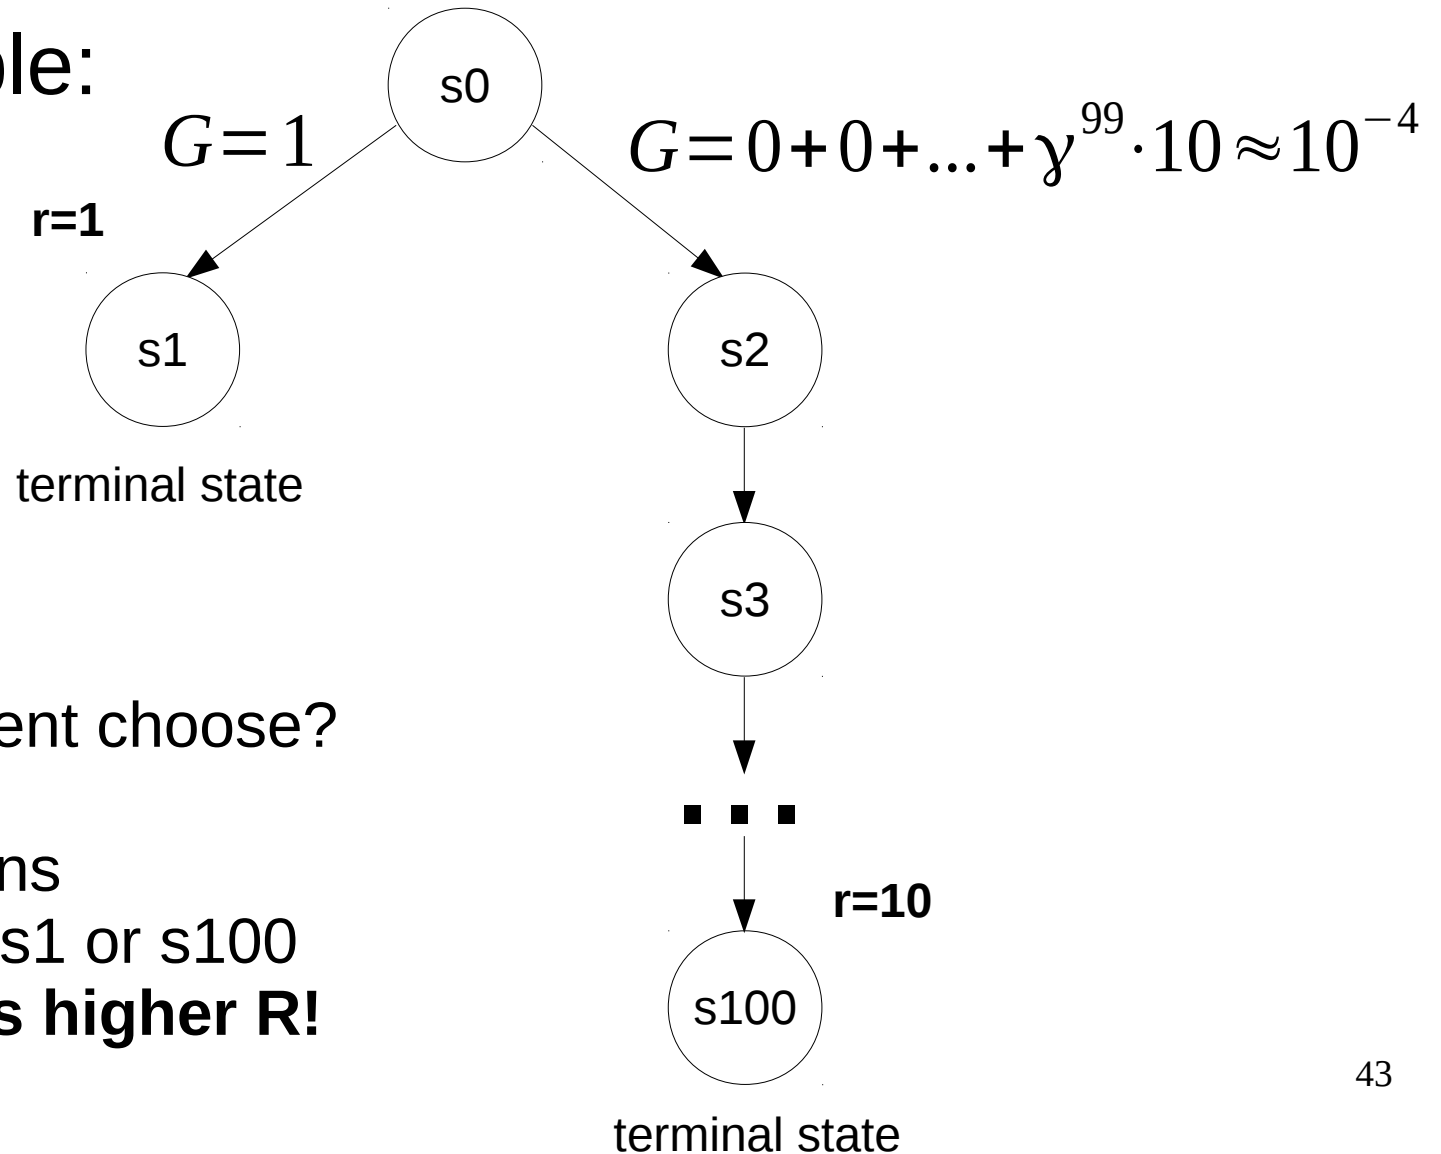 ple:
s0
G=1
G=0+0+...+γ^99·10≈10^−4
r=1
s1
s2
terminal state
s3
ent choose?
...
ns
r=10
s1 or s100
s higher R!
s100
43
terminal state